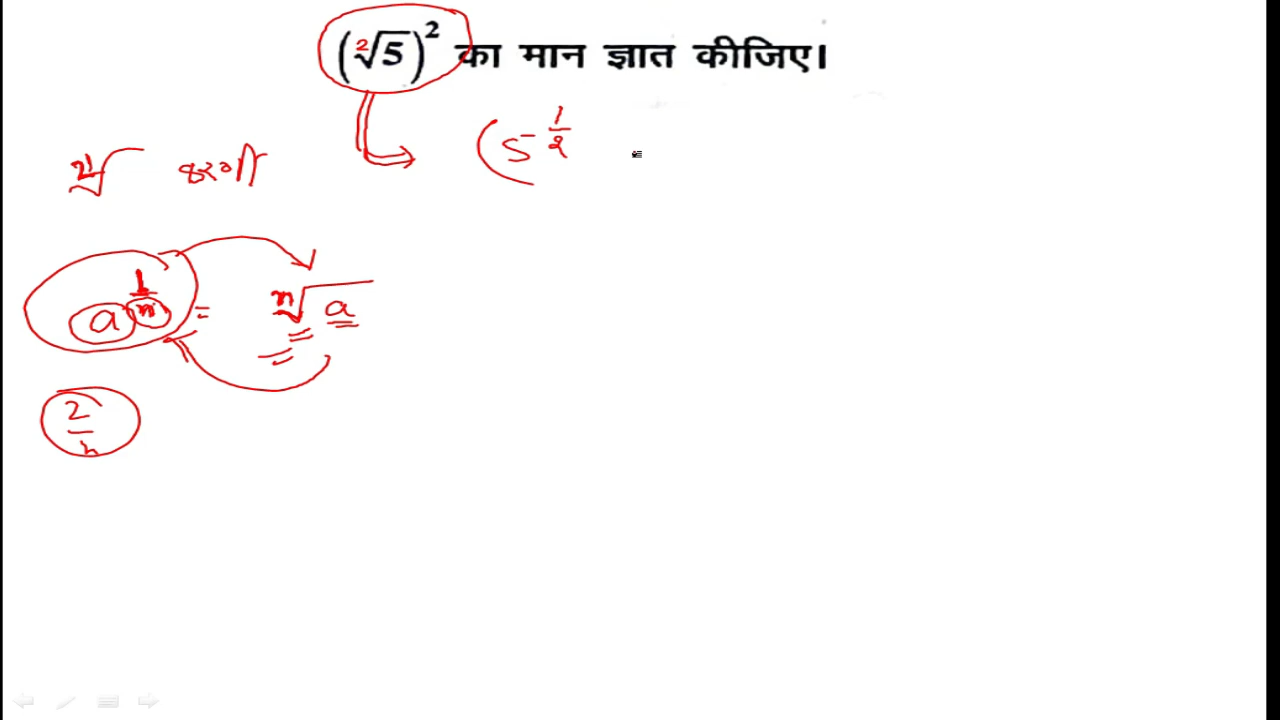 (²√5)² का मान ज्ञात कीजिए।
(5^1/2
ⁿ√ करणी
a^1/n = ⁿ√a
2/n